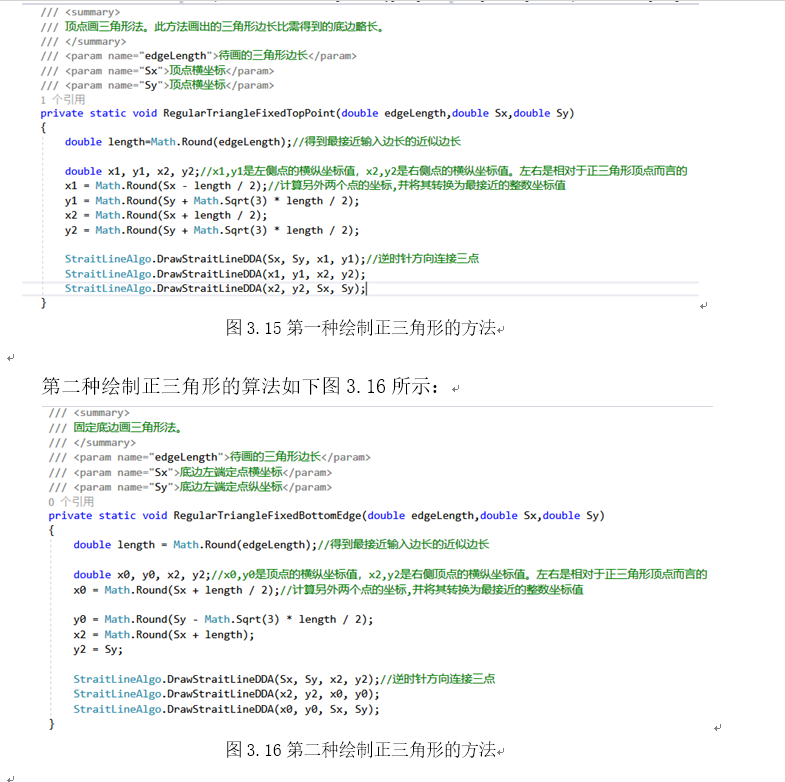 /// <summary>
/// 顶点画三角形法。此方法画出的三角形边长比需得到的底边略长。
/// </summary>
/// <param name="edgeLength">待画的三角形边长</param>
/// <param name="Sx">顶点横坐标</param>
/// <param name="Sy">顶点横坐标</param>
1 个引用
private static void RegularTriangleFixedTopPoint(double edgeLength,double Sx,double Sy)
{
double length=Math.Round(edgeLength);//得到最接近输入边长的近似边长
double x1, y1, x2, y2;//x1,y1是左侧点的横纵坐标值，x2,y2是右侧点的横纵坐标值。左右是相对于正三角形顶点而言的
x1 = Math.Round(Sx - length / 2);//计算另外两个点的坐标,并将其转换为最接近的整数坐标值
y1 = Math.Round(Sy + Math.Sqrt(3) * length / 2);
x2 = Math.Round(Sx + length / 2);
y2 = Math.Round(Sy + Math.Sqrt(3) * length / 2);
StraitLineAlgo.DrawStraitLineDDA(Sx, Sy, x1, y1);//逆时针方向连接三点
StraitLineAlgo.DrawStraitLineDDA(x1, y1, x2, y2);
StraitLineAlgo.DrawStraitLineDDA(x2, y2, Sx, Sy);
}
图 3.15 第一种绘制正三角形的方法
第二种绘制正三角形的算法如下图 3.16 所示：
/// <summary>
/// 固定底边画三角形法。
/// </summary>
/// <param name="edgeLength">待画的三角形边长</param>
/// <param name="Sx">底边左端定点横坐标</param>
/// <param name="Sy">底边左端定点纵坐标</param>
0 个引用
private static void RegularTriangleFixedBottomEdge(double edgeLength,double Sx,double Sy)
{
double length = Math.Round(edgeLength);//得到最接近输入边长的近似边长
double x0, y0, x2, y2;//x0,y0是顶点的横纵坐标值，x2,y2是右侧顶点的横纵坐标值。左右是相对于正三角形顶点而言的
x0 = Math.Round(Sx + length / 2);//计算另外两个点的坐标,并将其转换为最接近的整数坐标值
y0 = Math.Round(Sy - Math.Sqrt(3) * length / 2);
x2 = Math.Round(Sx + length);
y2 = Sy;
StraitLineAlgo.DrawStraitLineDDA(Sx, Sy, x2, y2);//逆时针方向连接三点
StraitLineAlgo.DrawStraitLineDDA(x2, y2, x0, y0);
StraitLineAlgo.DrawStraitLineDDA(x0, y0, Sx, Sy);
}
图 3.16 第二种绘制正三角形的方法